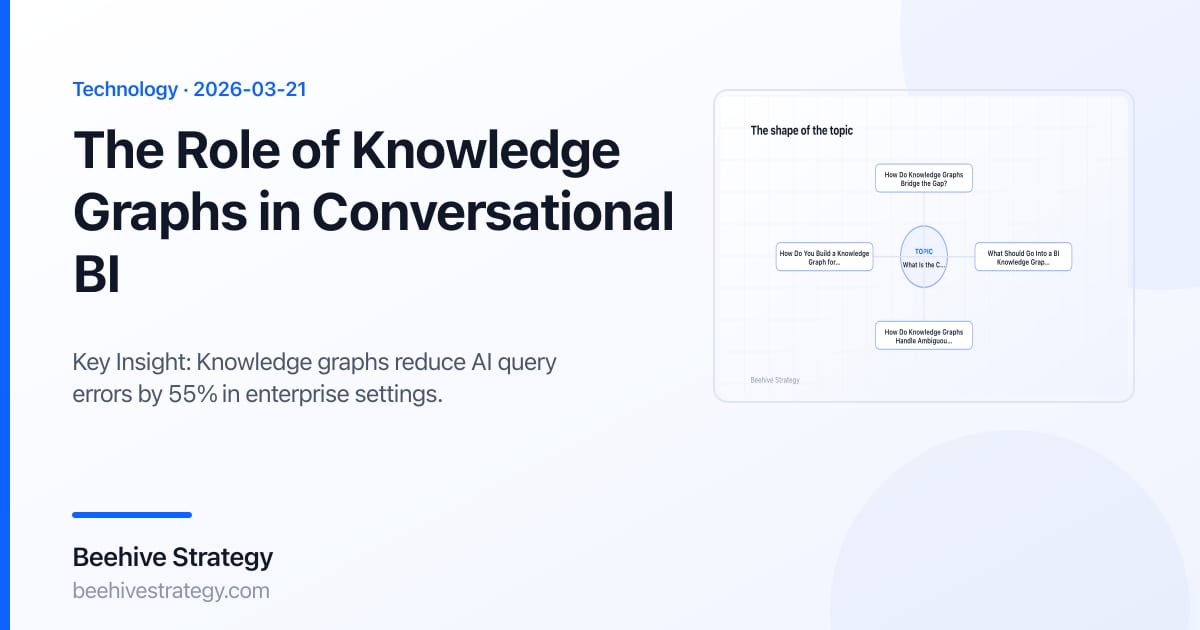 Technology · 2026-03-21
The Role of Knowledge
Graphs in Conversational
BI
Key Insight: Knowledge graphs reduce AI query
errors by 55% in enterprise settings.
Beehive Strategy
beehivestrategy.com
The shape of the topic
How Do Knowledge Graphs
Bridge the Gap?
How Do You Build a Knowledge
Graph for...
TOPIC
What Is the C...
What Should Go Into a BI
Knowledge Grap...
How Do Knowledge Graphs
Handle Ambiguou...
Beehive Strategy